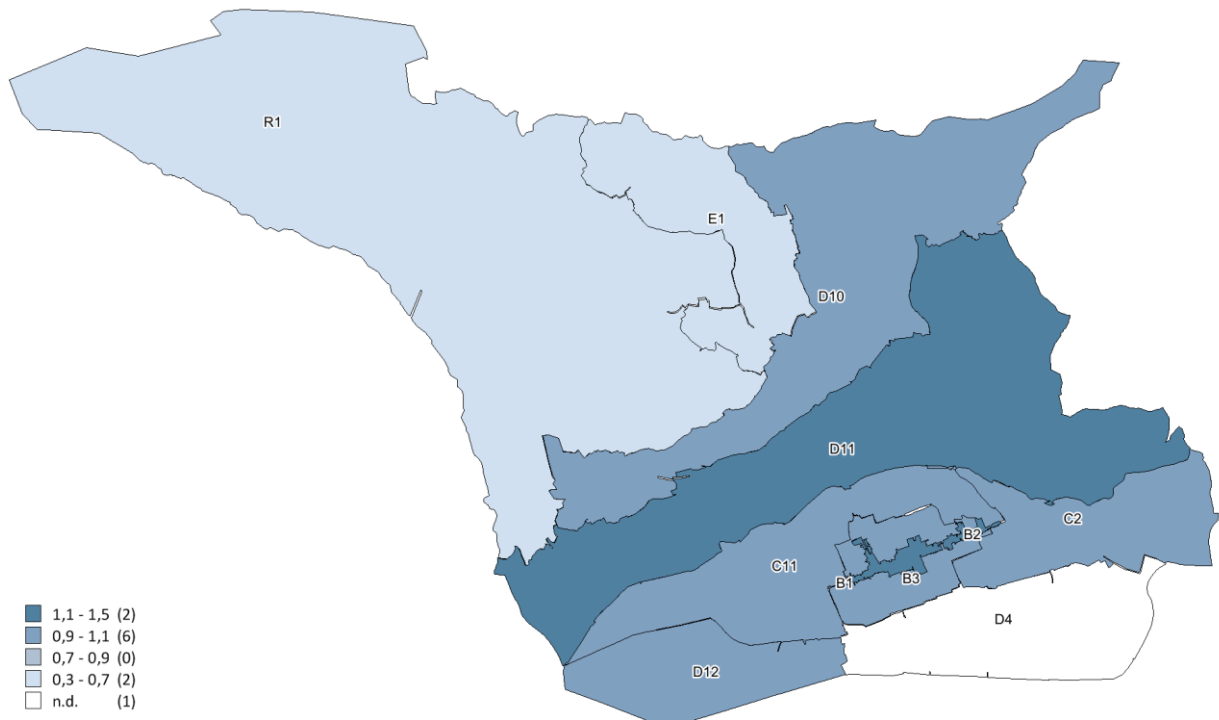 R1
E1
D10
D11
C2
B2
C11
B1
B3
D4
D12
1,1 - 1,5 (2)
0,9 - 1,1 (6)
0,7 - 0,9 (0)
0,3 - 0,7 (2)
n.d. (1)